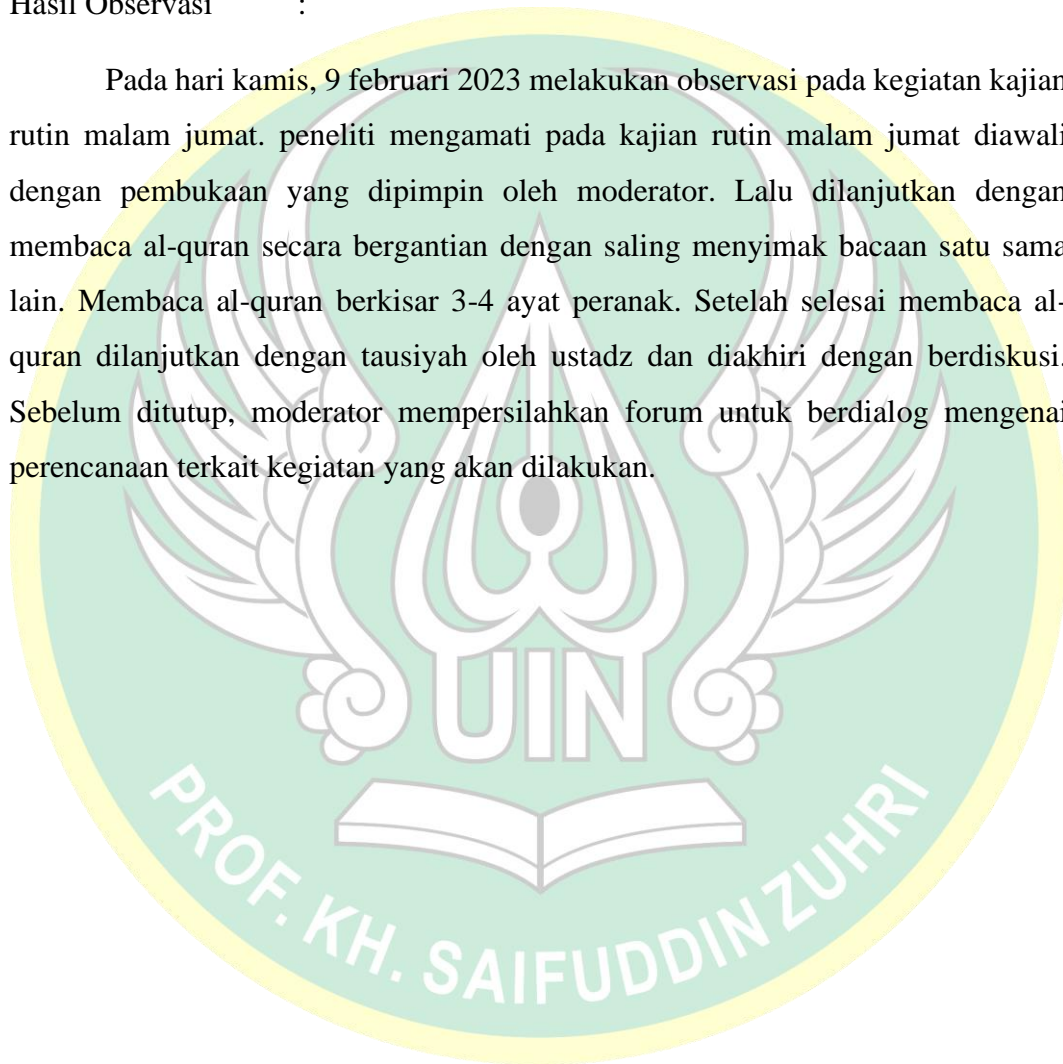 Hasil Observasi :
Pada hari kamis, 9 februari 2023 melakukan observasi pada kegiatan kajian
rutin malam jumat. peneliti mengamati pada kajian rutin malam jumat diawali
dengan pembukaan yang dipimpin oleh moderator. Lalu dilanjutkan dengan
membaca al-quran secara bergantian dengan saling menyimak bacaan satu sama
lain. Membaca al-quran berkisar 3-4 ayat peranak. Setelah selesai membaca al-
quran dilanjutkan dengan tausiyah oleh ustadz dan diakhiri dengan berdiskusi.
Sebelum ditutup, moderator mempersilahkan forum untuk berdialog mengenai
perencanaan terkait kegiatan yang akan dilakukan.
UIN
PROF. KH. SAIFUDDIN ZUHRI